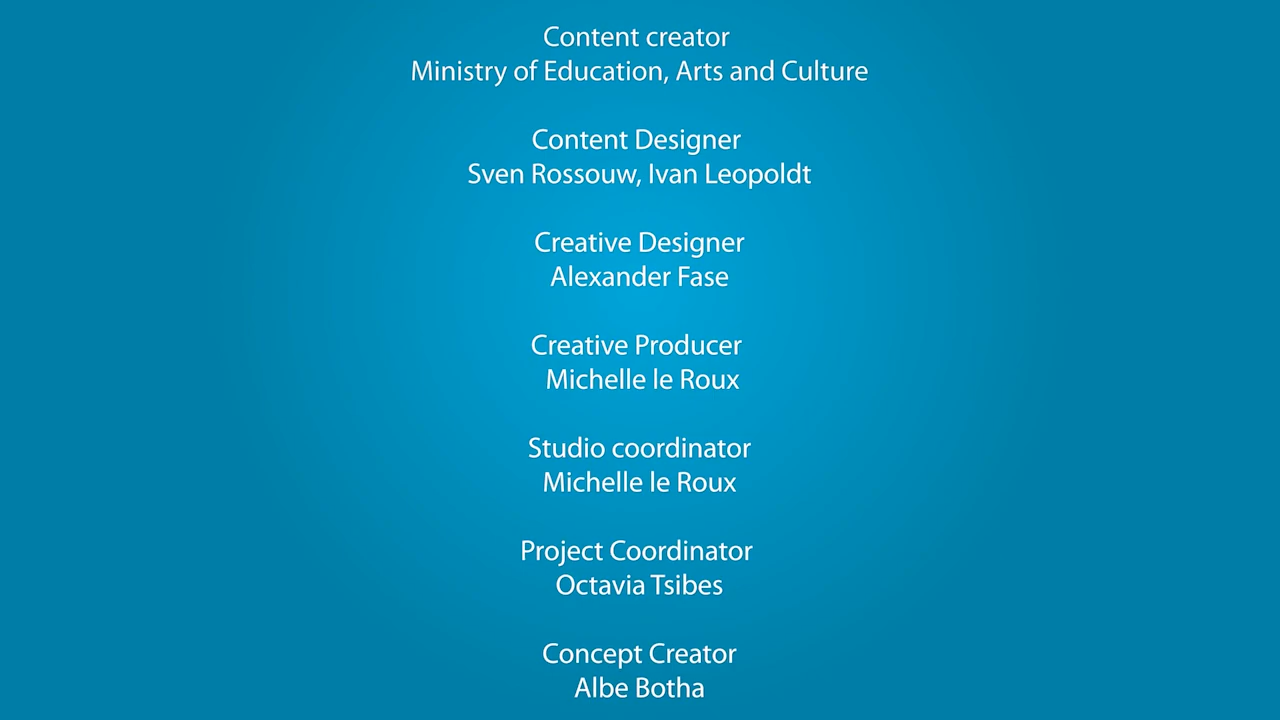 Content creator
Ministry of Education, Arts and Culture
Content Designer
Sven Rossouw, Ivan Leopoldt
Creative Designer
Alexander Fase
Creative Producer
Michelle le Roux
Studio coordinator
Michelle le Roux
Project Coordinator
Octavia Tsibes
Concept Creator
Albe Botha